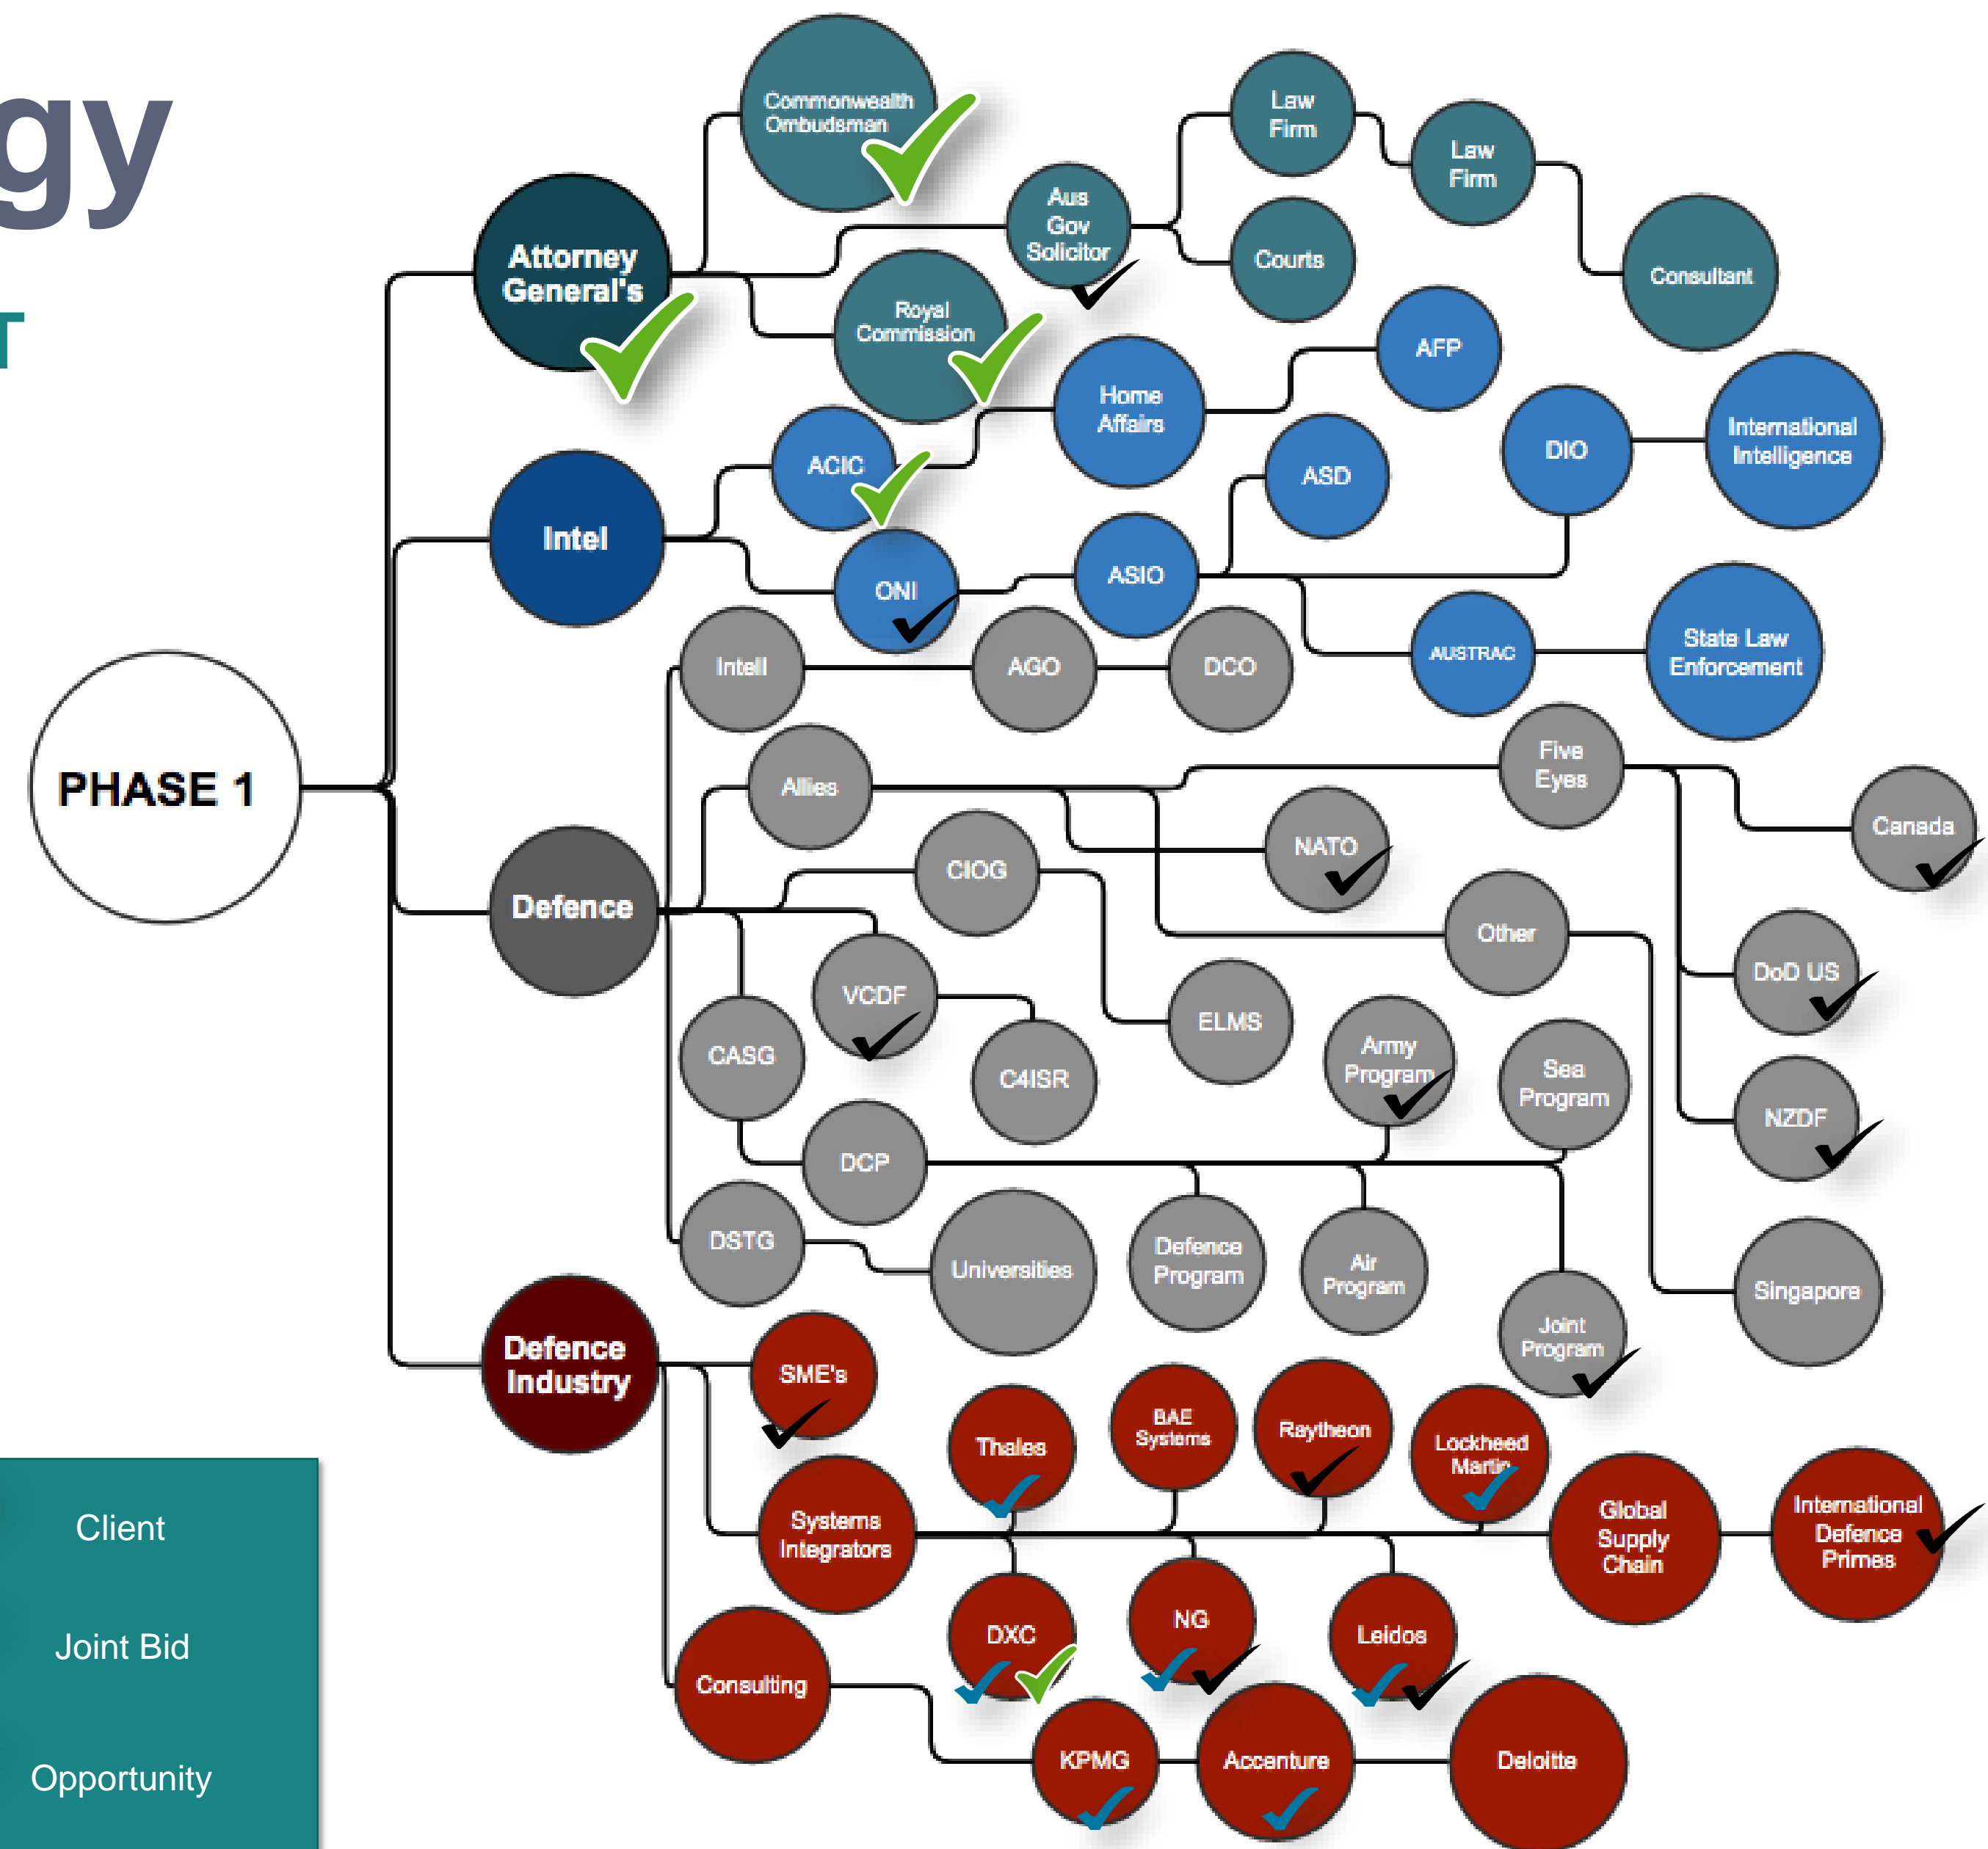 gy
T
PHASE 1
Attorney
General's
Commonwealth
Ombudsman
Royal
Commission
Aus
Gov
Solicitor
Law
Firm
Law
Firm
Courts
Consultant
Intel
ACIC
ONI
Home
Affairs
AFP
ASIO
ASD
DIO
International
Intelligence
AUSTRAC
State Law
Enforcement
Defence
Intell
AGO
DCO
Allies
Five
Eyes
Canada
NATO
Other
DoD US
NZDF
Singapore
CIOG
ELMS
VCDF
C4ISR
CASG
DCP
Army
Program
Sea
Program
Defence
Program
Air
Program
Joint
Program
DSTG
Universities
Defence
Industry
SME's
Systems
Integrators
Thales
BAE
Systems
Raytheon
Lockheed
Martin
Global
Supply
Chain
International
Defence
Primes
DXC
NG
Leidos
Consulting
KPMG
Accenture
Deloitte
Client
Joint Bid
Opportunity